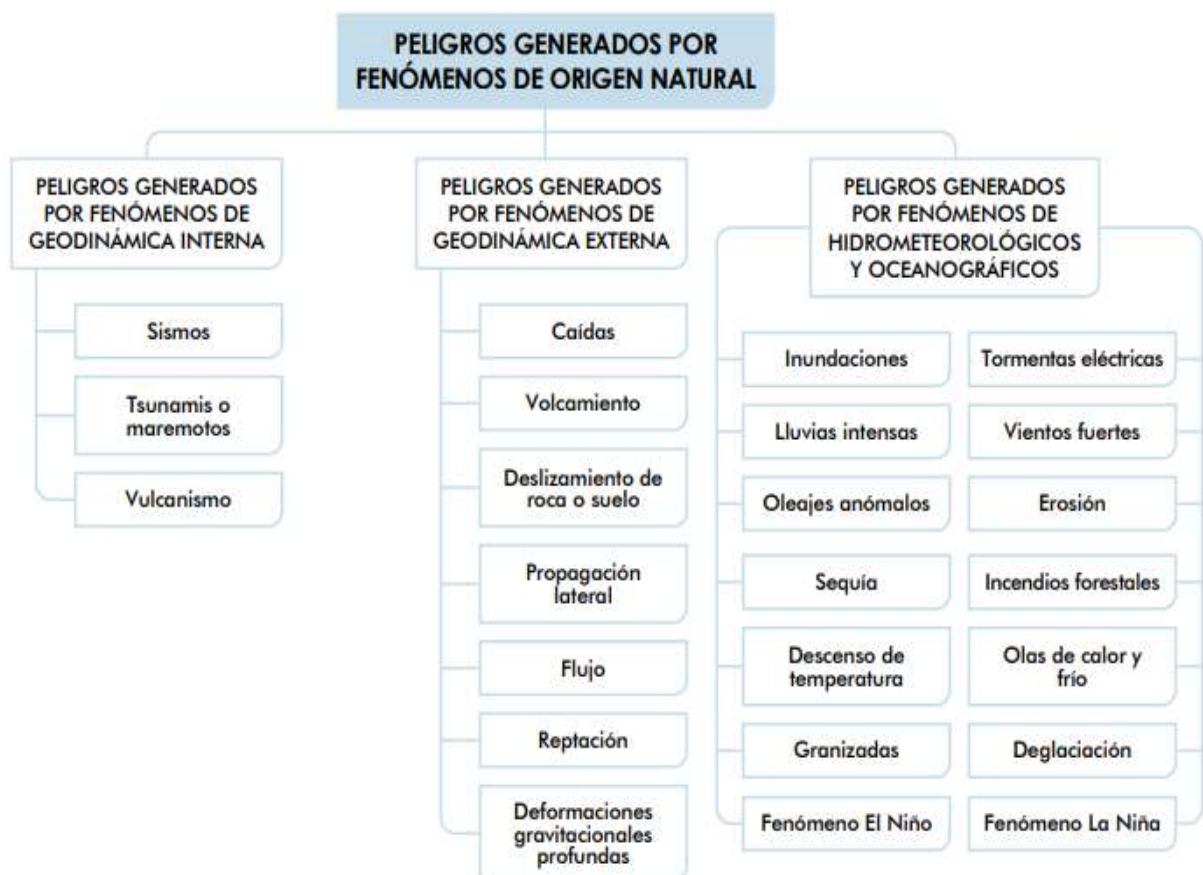 PELIGROS GENERADOS POR
FENÓMENOS DE ORIGEN NATURAL
PELIGROS GENERADOS
POR FENÓMENOS DE
GEODINÁMICA INTERNA
Sismos
Tsunamis o
maremotos
Vulcanismo
PELIGROS GENERADOS
POR FENÓMENOS DE
GEODINÁMICA EXTERNA
Caídas
Volcamiento
Deslizamiento de
roca o suelo
Propagación
lateral
Flujo
Reptación
Deformaciones
gravitacionales
profundas
PELIGROS GENERADOS
POR FENÓMENOS DE
HIDROMETEOROLÓGICOS
Y OCEANOGRÁFICOS
Inundaciones
Lluvias intensas
Oleajes anómalos
Sequía
Descenso de
temperatura
Granizadas
Fenómeno El Niño
Tormentas eléctricas
Vientos fuertes
Erosión
Incendios forestales
Olas de calor y
frío
Deglaciación
Fenómeno La Niña